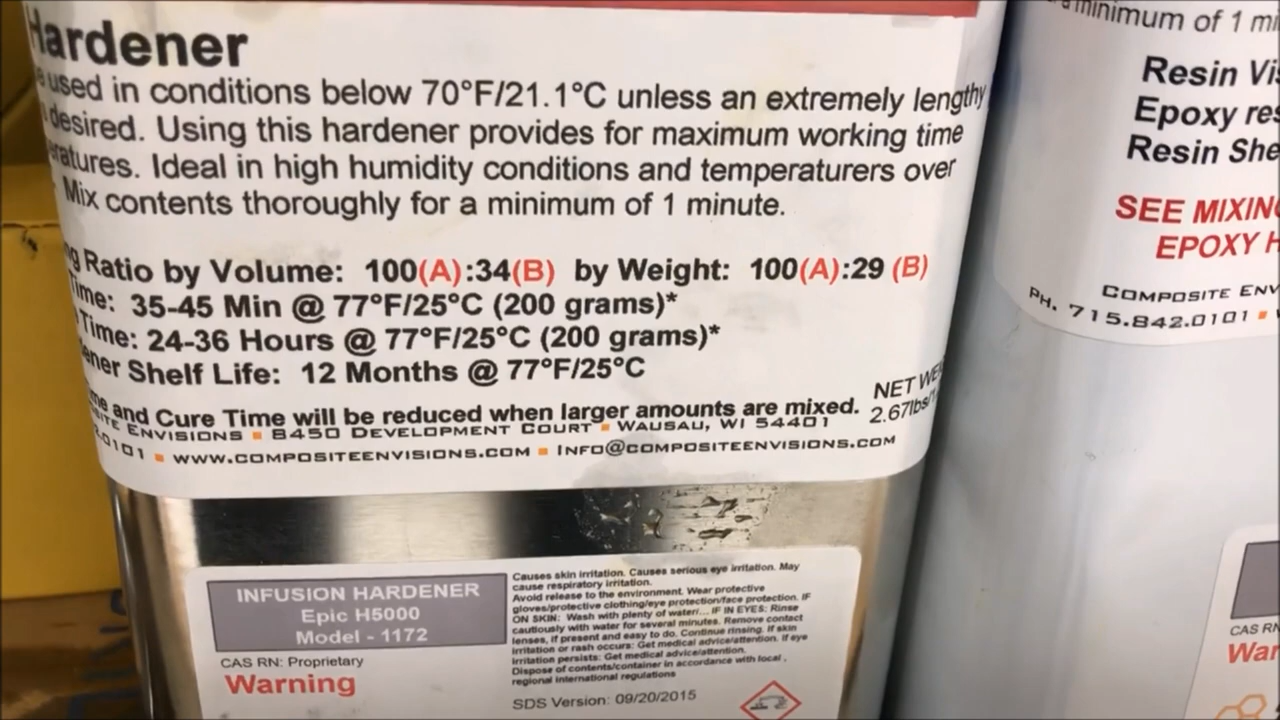 Hardener
used in conditions below 70°F/21.1°C unless an extremely lengthy
desired. Using this hardener provides for maximum working time
eratures. Ideal in high humidity conditions and temperaturers over
Mix contents thoroughly for a minimum of 1 minute.
g Ratio by Volume: 100(A):34(B) by Weight: 100(A):29 (B)
Time: 35-45 Min @ 77°F/25°C (200 grams)*
Time: 24-36 Hours @ 77°F/25°C (200 grams)*
ener Shelf Life: 12 Months @ 77°F/25°C
me and Cure Time will be reduced when larger amounts are mixed.
NET WE
2.67lbs/
SITE ENVISIONS ▪ 8450 DEVELOPMENT COURT ▪ WAUSAU, WI 54401
.0101 ▪ WWW.COMPOSITEENVISIONS.COM ▪ INFO@COMPOSITEENVISIONS.COM
INFUSION HARDENER
Epic H5000
Model - 1172
CAS RN: Proprietary
Warning
Causes skin irritation. Causes serious eye irritation. May
cause respiratory irritation.
Avoid release to the environment. Wear protective
gloves/protective clothing/eye protection/face protection. IF
ON SKIN: Wash with plenty of water/... IF IN EYES: Rinse
cautiously with water for several minutes. Remove contact
lenses, if present and easy to do. Continue rinsing. If skin
irritation or rash occurs: Get medical advice/attention. If eye
irritation persists: Get medical advice/attention.
Dispose of contents/container in accordance with local ,
regional international regulations
SDS Version: 09/20/2015
minimum of 1 mi
Resin Vi
Epoxy res
Resin She
SEE MIXING
EPOXY H
COMPOSITE ENV
PH. 715.842.0101 ▪
CAS RN
War